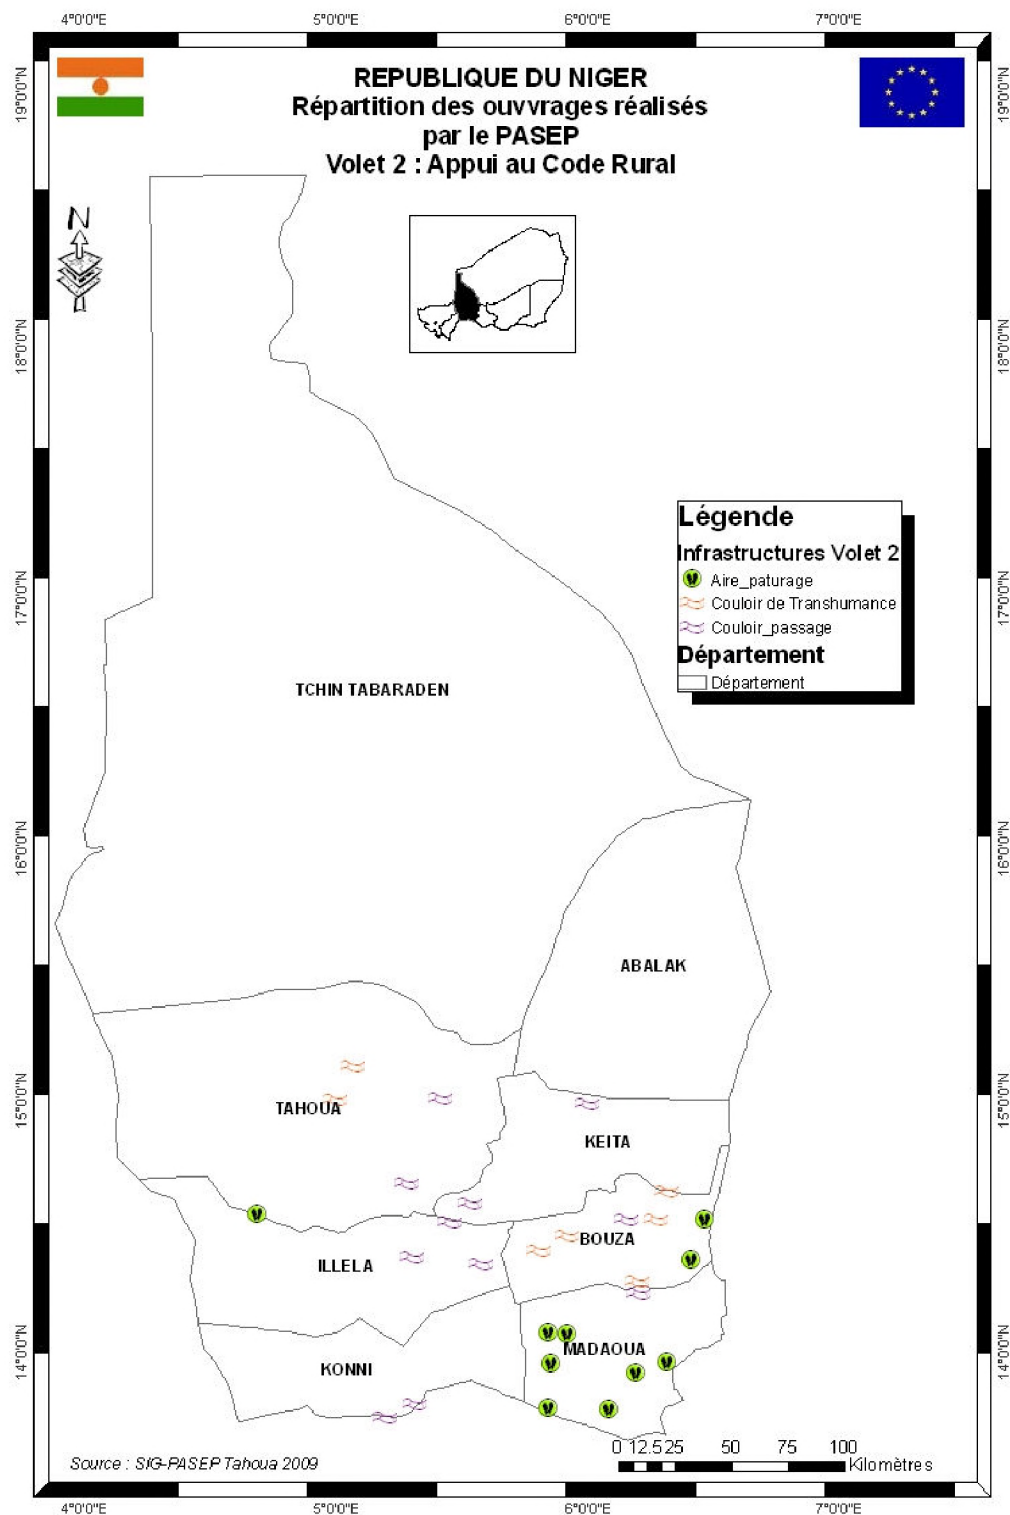 4°0'0"E 5°0'0"E 6°0'0"E 7°0'0"E
REPUBLIQUE DU NIGER
Répartition des ouvrages réalisés
par le PASEP
Volet 2 : Appui au Code Rural
N
19°0'0"N 19°0'0"N
18°0'0"N 18°0'0"N
Légende
Infrastructures Volet 2
Aire_paturage
Couloir de Transhumance
Couloir_passage
Département
Département
17°0'0"N 17°0'0"N
TCHIN TABARADEN
16°0'0"N 16°0'0"N
ABALAK
15°0'0"N 15°0'0"N
TAHOUA
KEITA
BOUZA
ILLELA
14°0'0"N 14°0'0"N
MADAOUA
KONNI
0 12.5 25 50 75 100
Kilomètres
Source : SIG-PASEP Tahoua 2009
4°0'0"E 5°0'0"E 6°0'0"E 7°0'0"E